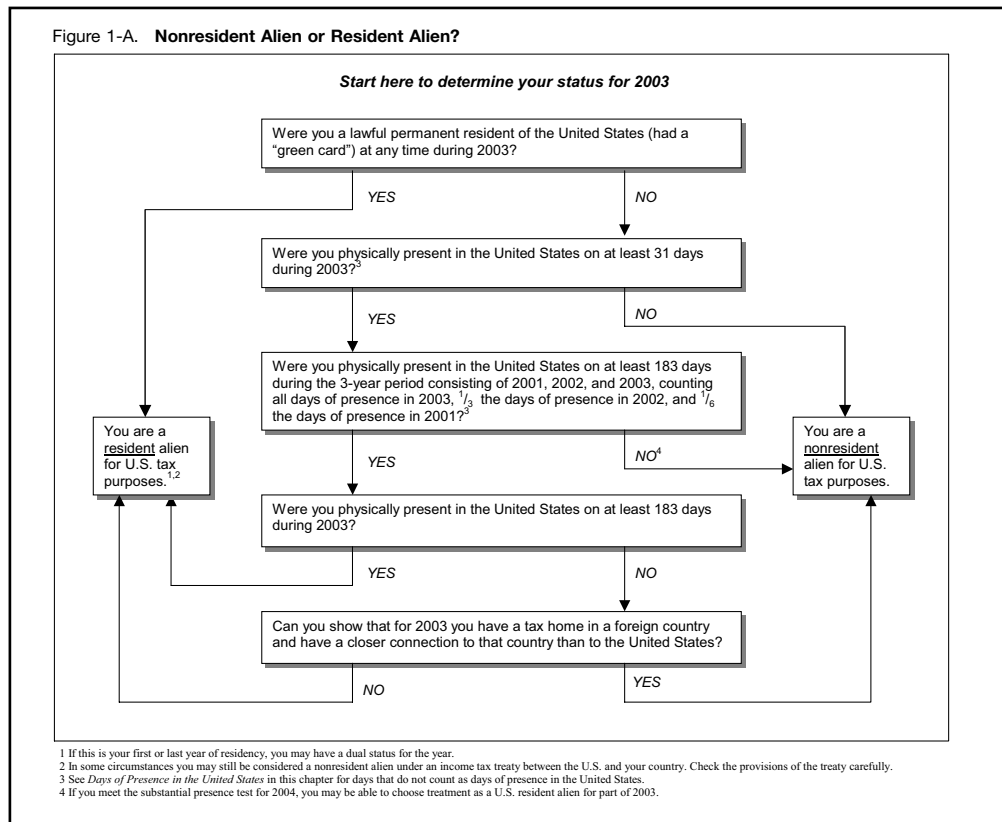 Figure 1-A. Nonresident Alien or Resident Alien?
Start here to determine your status for 2003
Were you a lawful permanent resident of the United States (had a
“green card”) at any time during 2003?
YES
NO
Were you physically present in the United States on at least 31 days
during 2003?3
YES
NO
Were you physically present in the United States on at least 183 days
during the 3-year period consisting of 2001, 2002, and 2003, counting
all days of presence in 2003, 1/3 the days of presence in 2002, and 1/6
the days of presence in 2001?3
You are a
resident alien
for U.S. tax
purposes.1,2
You are a
nonresident
alien for U.S.
tax purposes.
YES
NO4
Were you physically present in the United States on at least 183 days
during 2003?
YES
NO
Can you show that for 2003 you have a tax home in a foreign country
and have a closer connection to that country than to the United States?
NO
YES
1 If this is your first or last year of residency, you may have a dual status for the year.
2 In some circumstances you may still be considered a nonresident alien under an income tax treaty between the U.S. and your country. Check the provisions of the treaty carefully.
3 See Days of Presence in the United States in this chapter for days that do not count as days of presence in the United States.
4 If you meet the substantial presence test for 2004, you may be able to choose treatment as a U.S. resident alien for part of 2003.